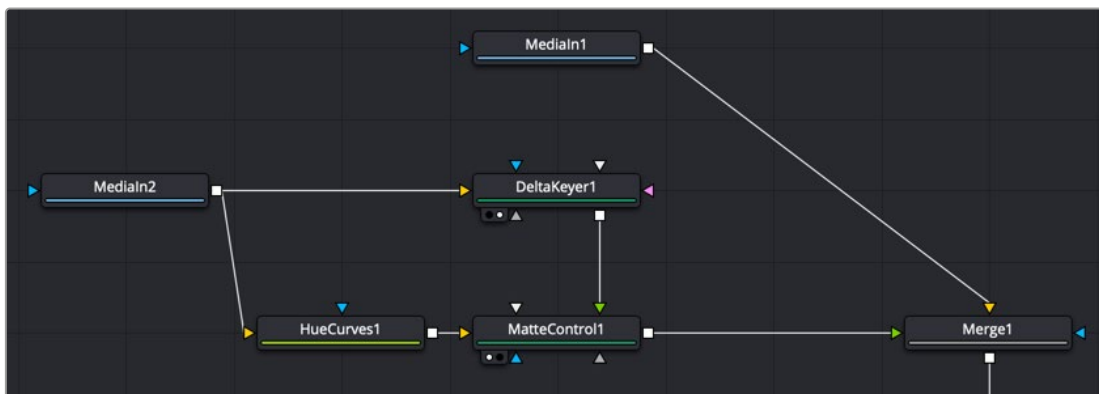 MediaIn1
MediaIn2
DeltaKeyer1
HueCurves1
MatteControl1
Merge1